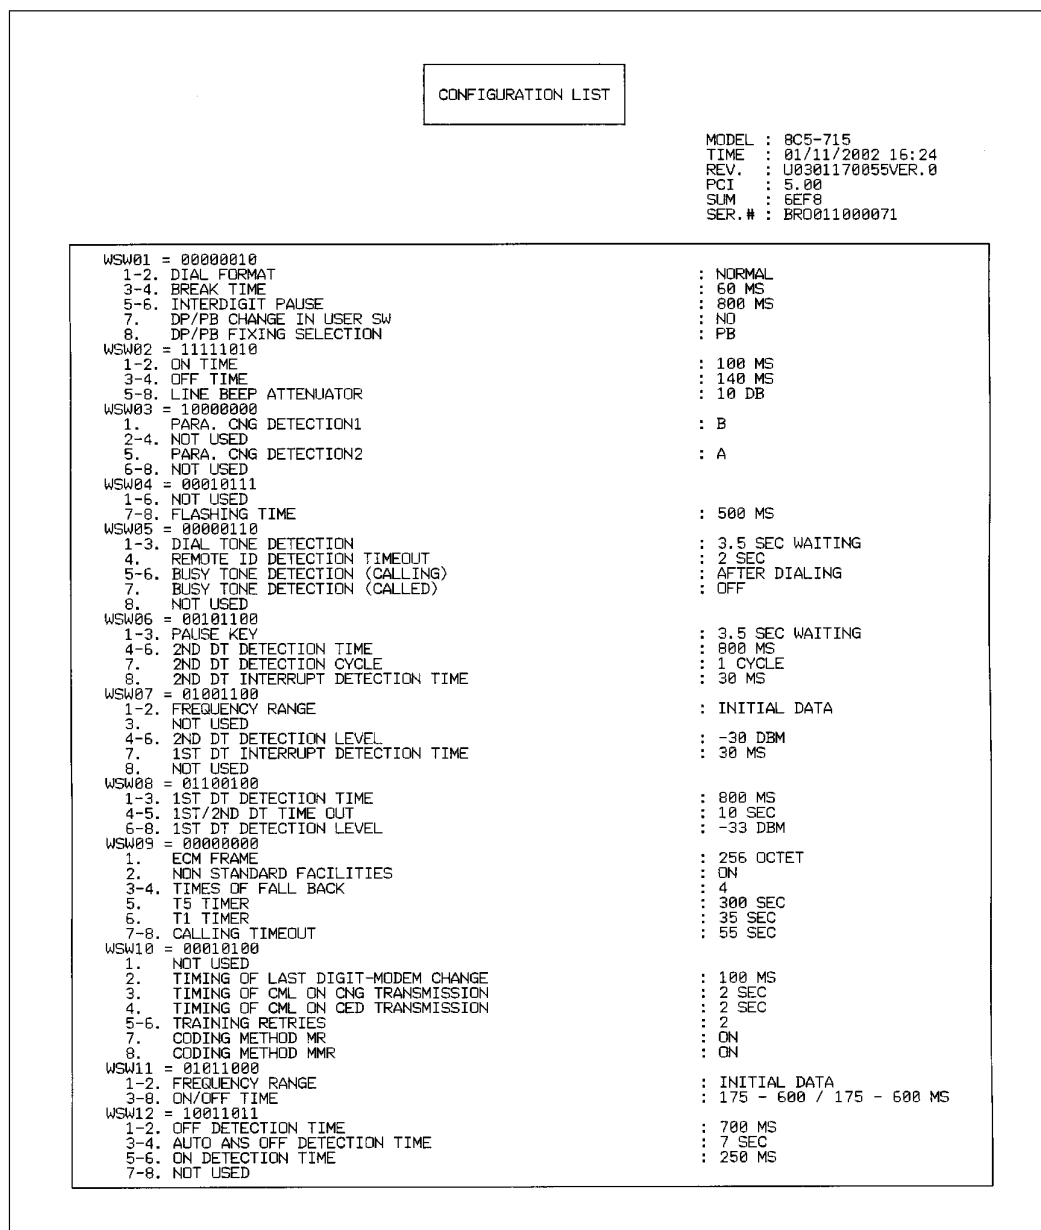 CONFIGURATION LIST
MODEL : 8C5-715
TIME : 01/11/2002 16:24
REV. : U0301170055VER.0
PCI : 5.00
SUM : 6EF8
SER.# : BRO011000071
WSW01 = 00000010
1-2. DIAL FORMAT : NORMAL
3-4. BREAK TIME : 60 MS
5-6. INTERDIGIT PAUSE : 800 MS
7. DP/PB CHANGE IN USER SW : NO
8. DP/PB FIXING SELECTION : PB
WSW02 = 11111010
1-2. ON TIME : 100 MS
3-4. OFF TIME : 140 MS
5-8. LINE BEEP ATTENUATOR : 10 DB
WSW03 = 10000000
1. PARA. CNG DETECTION1 : B
2-4. NOT USED
5. PARA. CNG DETECTION2 : A
6-8. NOT USED
WSW04 = 00010111
1-6. NOT USED
7-8. FLASHING TIME : 500 MS
WSW05 = 00000110
1-3. DIAL TONE DETECTION : 3.5 SEC WAITING
4. REMOTE ID DETECTION TIMEOUT : 2 SEC
5-6. BUSY TONE DETECTION (CALLING) : AFTER DIALING
7. BUSY TONE DETECTION (CALLED) : OFF
8. NOT USED
WSW06 = 00101100
1-3. PAUSE KEY : 3.5 SEC WAITING
4-6. 2ND DT DETECTION TIME : 800 MS
7. 2ND DT DETECTION CYCLE : 1 CYCLE
8. 2ND DT INTERRUPT DETECTION TIME : 30 MS
WSW07 = 01001100
1-2. FREQUENCY RANGE : INITIAL DATA
3. NOT USED
4-6. 2ND DT DETECTION LEVEL : -30 DBM
7. 1ST DT INTERRUPT DETECTION TIME : 30 MS
8. NOT USED
WSW08 = 01100100
1-3. 1ST DT DETECTION TIME : 800 MS
4-5. 1ST/2ND DT TIME OUT : 10 SEC
6-8. 1ST DT DETECTION LEVEL : -33 DBM
WSW09 = 00000000
1. ECM FRAME : 256 OCTET
2. NON STANDARD FACILITIES : ON
3-4. TIMES OF FALL BACK : 4
5. T5 TIMER : 300 SEC
6. T1 TIMER : 35 SEC
7-8. CALLING TIMEOUT : 55 SEC
WSW10 = 00010100
1. NOT USED
2. TIMING OF LAST DIGIT-MODEM CHANGE : 100 MS
3. TIMING OF CML ON CNG TRANSMISSION : 2 SEC
4. TIMING OF CML ON CED TRANSMISSION : 2 SEC
5-6. TRAINING RETRIES : 2
7. CODING METHOD MR : ON
8. CODING METHOD MMR : ON
WSW11 = 01011000
1-2. FREQUENCY RANGE : INITIAL DATA
3-8. ON/OFF TIME : 175 - 600 / 175 - 600 MS
WSW12 = 10011011
1-2. OFF DETECTION TIME : 700 MS
3-4. AUTO ANS OFF DETECTION TIME : 7 SEC
5-6. ON DETECTION TIME : 250 MS
7-8. NOT USED